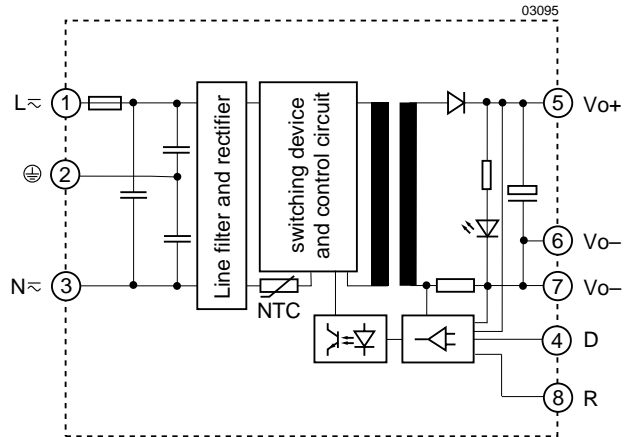 03095
L⎓~ 1
2
N⎓~ 3
Line filter and rectifier
switching device
and control circuit
NTC
5 Vo+
6 Vo–
7 Vo–
4 D
8 R